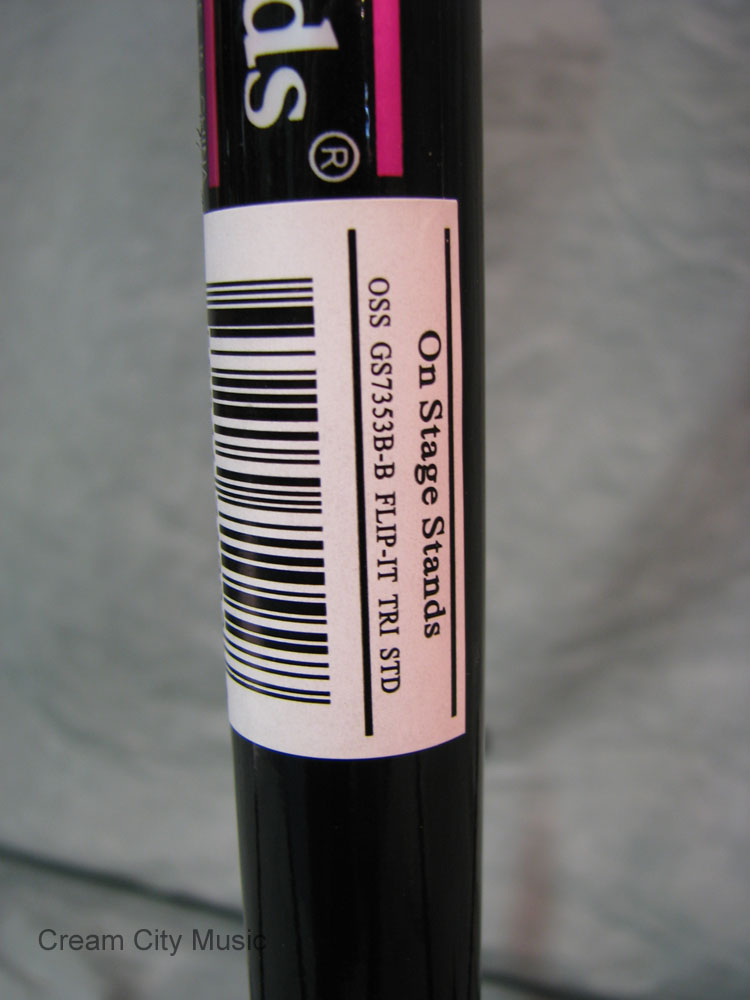 ds®
On Stage Stands
OSS GS7353B-B FLIP-IT TRI STD
Cream City Music